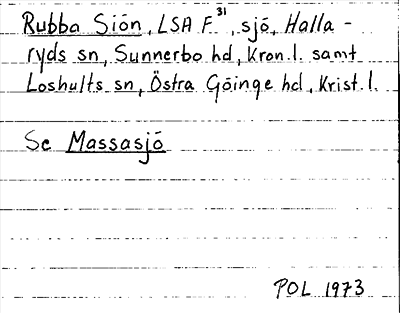 Rubba Siön, LSA F³¹, sjö, Halla-
ryds sn, Sunnerbo hd, Kron.l. samt
Loshults sn, Östra Göinge hd, Krist.l.
Se Massasjö
POL 1973